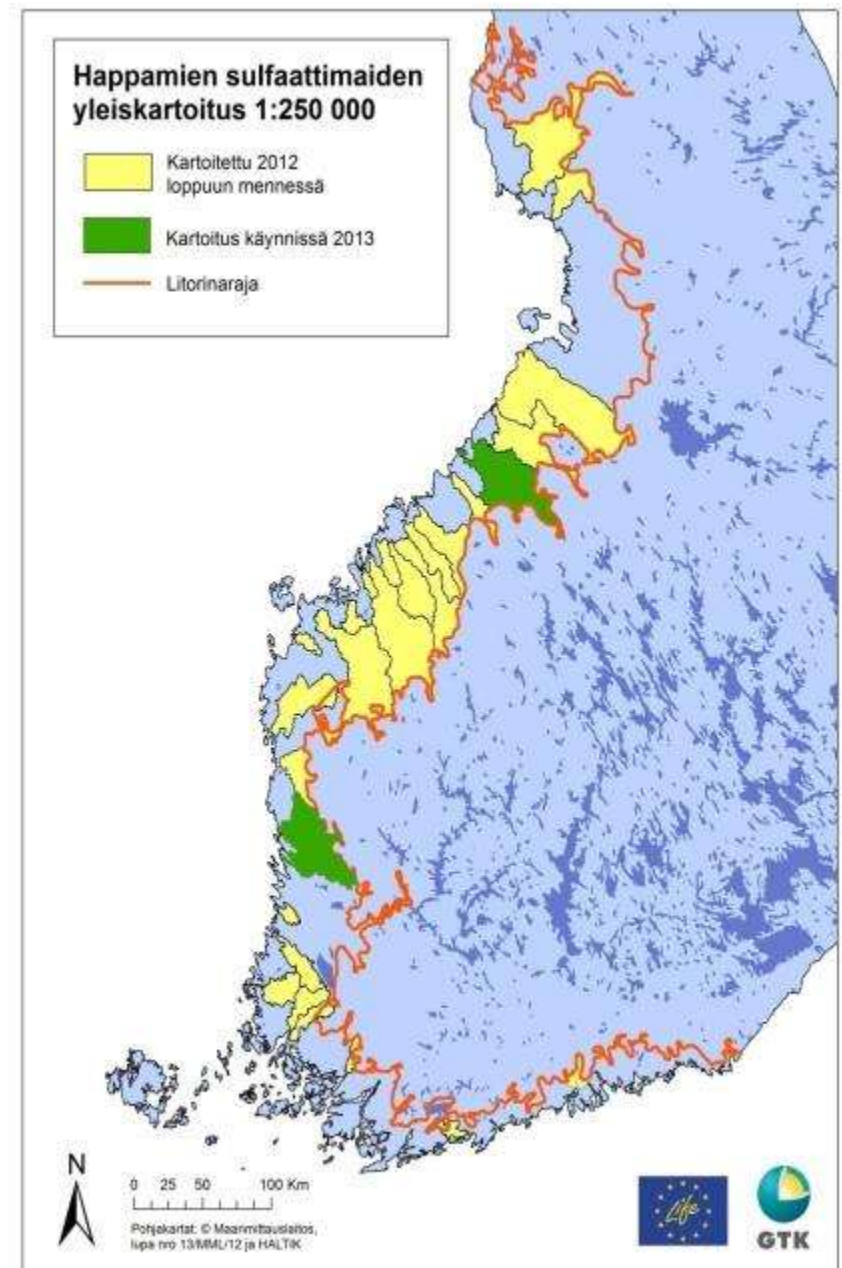 Happamien sulfaattimaiden
yleiskartoitus 1:250 000
Kartoitettu 2012
loppuun mennessä
Kartoitus käynnissä 2013
Litorinaraja
N
0 25 50 100 Km
Pohjakartat: © Maanmittauslaitos,
lupa nro 13/MML/12 ja HALTIK
Life
GTK